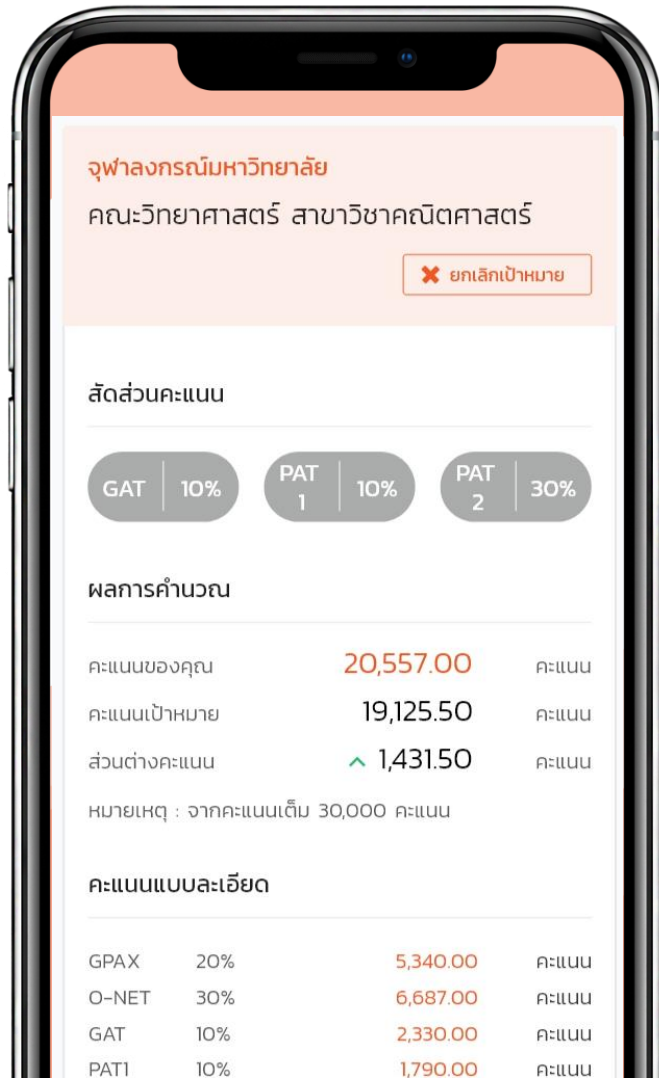 จุฬาลงกรณ์มหาวิทยาลัย
คณะวิทยาศาสตร์ สาขาวิชาคณิตศาสตร์
✖ ยกเลิกเป้าหมาย
สัดส่วนคะแนน
GAT 10% PAT 1 10% PAT 2 30%
ผลการคำนวณ
คะแนนของคุณ 20,557.00 คะแนน
คะแนนเป้าหมาย 19,125.50 คะแนน
ส่วนต่างคะแนน 1,431.50 คะแนน
หมายเหตุ : จากคะแนนเต็ม 30,000 คะแนน
คะแนนแบบละเอียด
GPAX 20% 5,340.00 คะแนน
O-NET 30% 6,687.00 คะแนน
GAT 10% 2,330.00 คะแนน
PAT1 10% 1,790.00 คะแนน